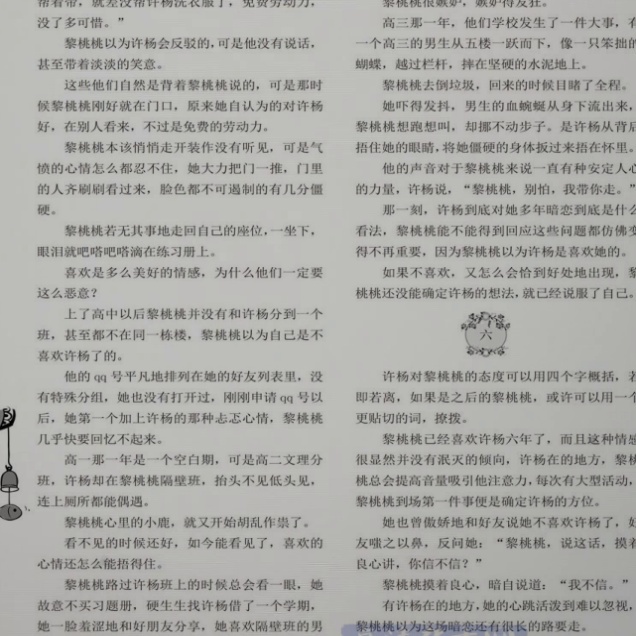 帮着带，就差没帮许杨洗衣服了，免费劳动力，
没了多可惜。”
黎桃桃以为许杨会反驳的，可是他没有说话，
甚至带着淡淡的笑意。
这些他们自然是背着黎桃桃说的，可是那时
候黎桃桃刚好就在门口，原来她自认为的对许杨
好，在别人看来，不过是免费的劳动力。
黎桃桃本该悄悄走开装作没有听见，可是气
愤的心情怎么都忍不住，她大力把门一推，门里
的人齐刷刷看过来，脸色都不可遏制的有几分僵
硬。
黎桃桃若无其事地走回自己的座位，一坐下，
眼泪就吧嗒吧嗒滴在练习册上。
喜欢是多么美好的情感，为什么他们一定要
这么恶意？
上了高中以后黎桃桃并没有和许杨分到一个
班，甚至都不在同一栋楼，黎桃桃以为自己是不
喜欢许杨了的。
他的qq号平凡地排列在她的好友列表里，没
有特殊分组，她也没有打开过，刚刚申请qq号以
后，她第一个加上许杨的那种忐忑心情，黎桃桃
几乎快要回忆不起来。
高一那一年是一个空白期，可是高二文理分
班，许杨却在黎桃桃隔壁班，抬头不见低头见，
连上厕所都能偶遇。
黎桃桃心里的小鹿，就又开始胡乱作祟了。
看不见的时候还好，如今能看见了，喜欢的
心情还怎么能捂得住。
黎桃桃路过许杨班上的时候总会看一眼，她
故意不买习题册，硬生生找许杨借了一个学期，
她一脸羞涩地和好朋友分享，她喜欢隔壁班的男
黎桃桃很嫉妒，嫉妒得发狂。
高三那一年，他们学校发生了一件大事，有
一个高三的男生从五楼一跃而下，像一只笨拙的
蝴蝶，越过栏杆，摔在坚硬的水泥地上。
黎桃桃去倒垃圾，回来的时候目睹了全程。
她吓得发抖，男生的血蜿蜒从身下流出来，
黎桃桃想跑想叫，却挪不动步子。是许杨从背后
捂住她的眼睛，将她僵硬的身体扳过来捂在怀里。
他的声音对于黎桃桃来说一直有种安定人心
的力量，许杨说，“黎桃桃，别怕，我带你走。”
那一刻，许杨到底对她多年暗恋到底是什么
看法，黎桃桃能不能得到回应这些问题都仿佛变
得不再重要，因为黎桃桃以为许杨是喜欢她的。
如果不喜欢，又怎么会恰到好处地出现，黎
桃桃还没能确定许杨的想法，就已经说服了自己。
六
许杨对黎桃桃的态度可以用四个字概括，若
即若离，如果是之后的黎桃桃，或许可以用一个
更贴切的词，撩拨。
黎桃桃已经喜欢许杨六年了，而且这种情感
很显然并没有泯灭的倾向，许杨在的地方，黎桃
桃总会提高音量吸引他注意力，每次有大型活动，
黎桃桃到场第一件事便是确定许杨的方位。
她也曾傲娇地和好友说她不喜欢许杨了，好
友嗤之以鼻，反问她：“黎桃桃，说这话，摸着
良心讲，你信不信？”
黎桃桃摸着良心，暗自说道：“我不信。”
有许杨在的地方，她的心跳活泼到难以忽视，
黎桃桃以为这场暗恋还有很长的路要走。